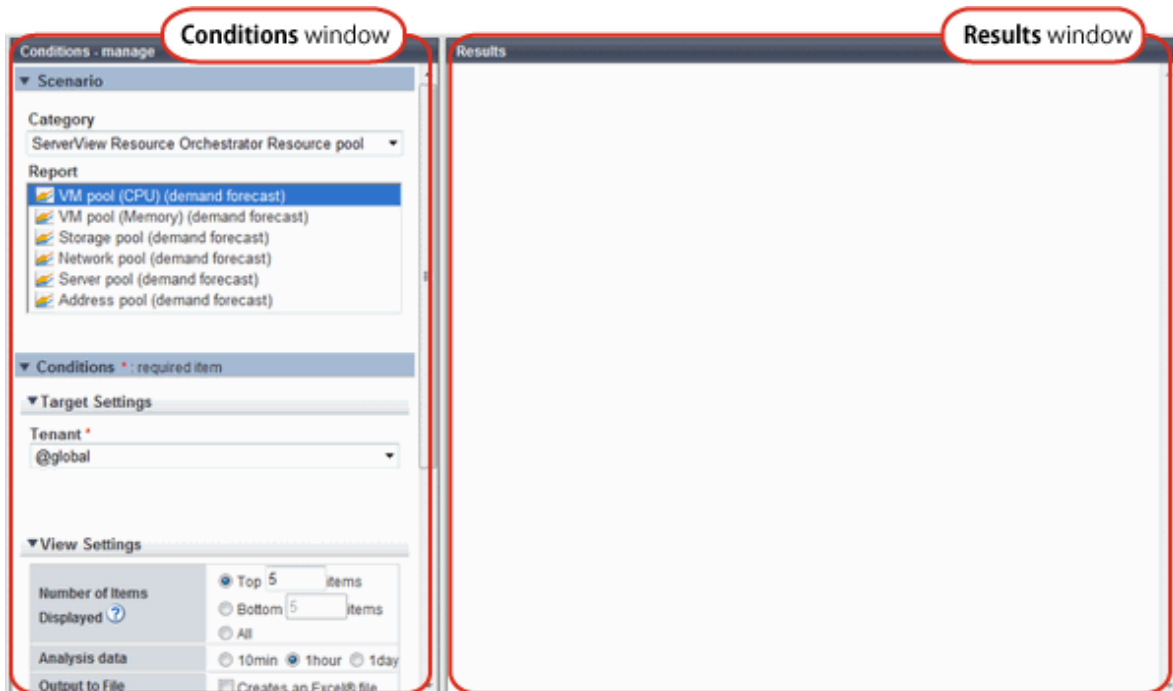 Conditions window
Results window
Conditions - manage
Results
Scenario
Category
ServerView Resource Orchestrator Resource pool
Report
VM pool (CPU) (demand forecast)
VM pool (Memory) (demand forecast)
Storage pool (demand forecast)
Network pool (demand forecast)
Server pool (demand forecast)
Address pool (demand forecast)
Conditions * : required item
Target Settings
Tenant *
@global
View Settings
Number of Items Displayed ?
Top 5 items
Bottom 5 items
All
Analysis data
10min 1hour 1day
Output to File
Creates an Excel® file